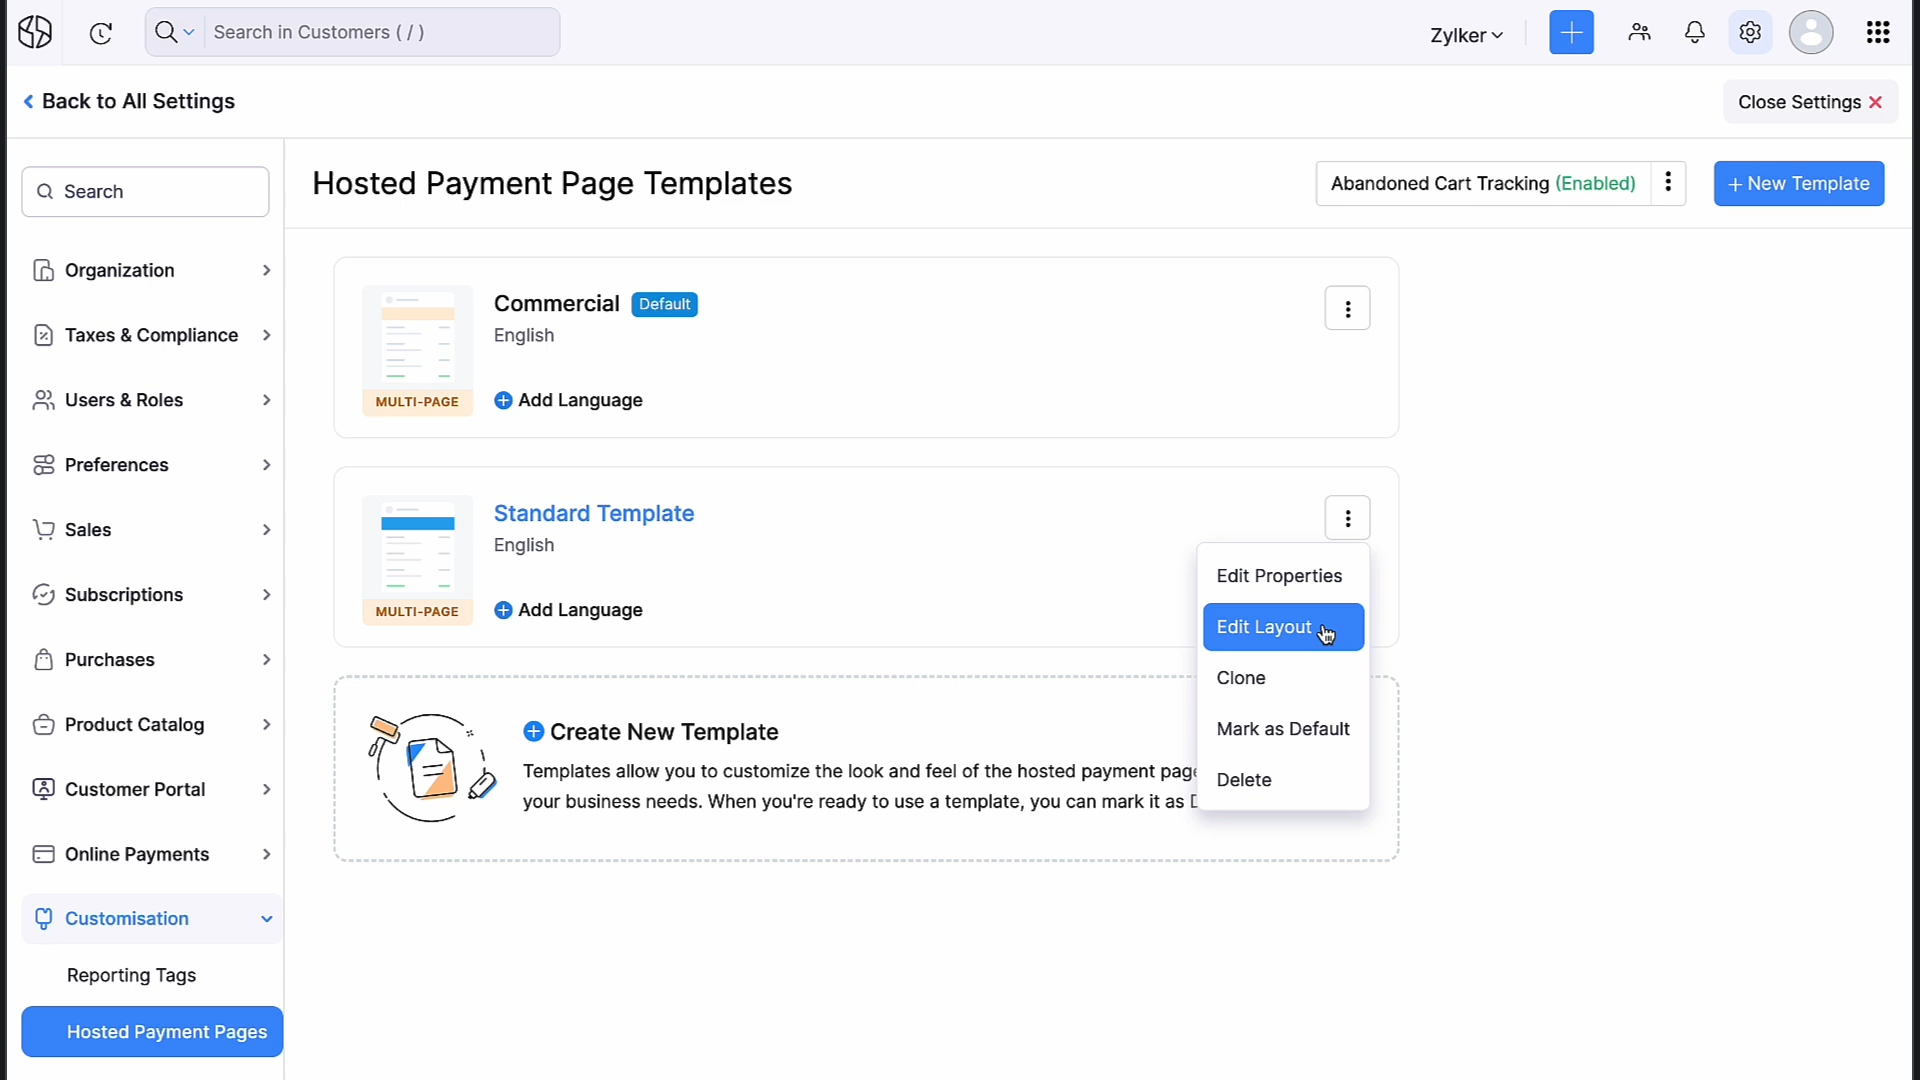 Search in Customers ( / )
Zylker
Back to All Settings
Close Settings
Search
Organization
Taxes & Compliance
Users & Roles
Preferences
Sales
Subscriptions
Purchases
Product Catalog
Customer Portal
Online Payments
Customisation
Reporting Tags
Hosted Payment Pages
Hosted Payment Page Templates
Abandoned Cart Tracking (Enabled)
+ New Template
Commercial Default
English
MULTI-PAGE
Add Language
Standard Template
English
MULTI-PAGE
Add Language
Edit Properties
Edit Layout
Clone
Mark as Default
Delete
Create New Template
Templates allow you to customize the look and feel of the hosted payment
your business needs. When you're ready to use a template, you can mark it as